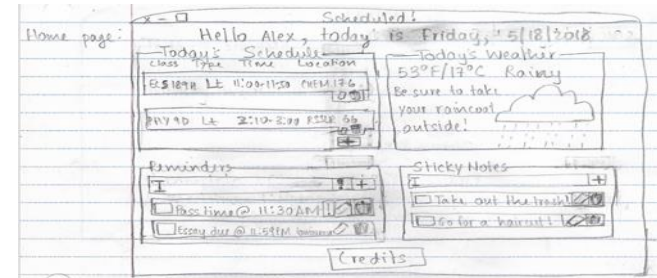 Home page:
Scheduled!
Hello Alex, today is Friday, 5/18/2018
Today's Schedule
Class Type Time Location
Lt 11:00-11:50 CHEM 176
PHY 9D Lt 2:10-3:00
Today's Weather
53°F/17°C Rainy
Be sure to take
your raincoat
outside!
Reminders
Pass time @ 11:30AM
Essay due @ 11:59PM
Sticky Notes
Take out the trash!
Go for a haircut!
Credits